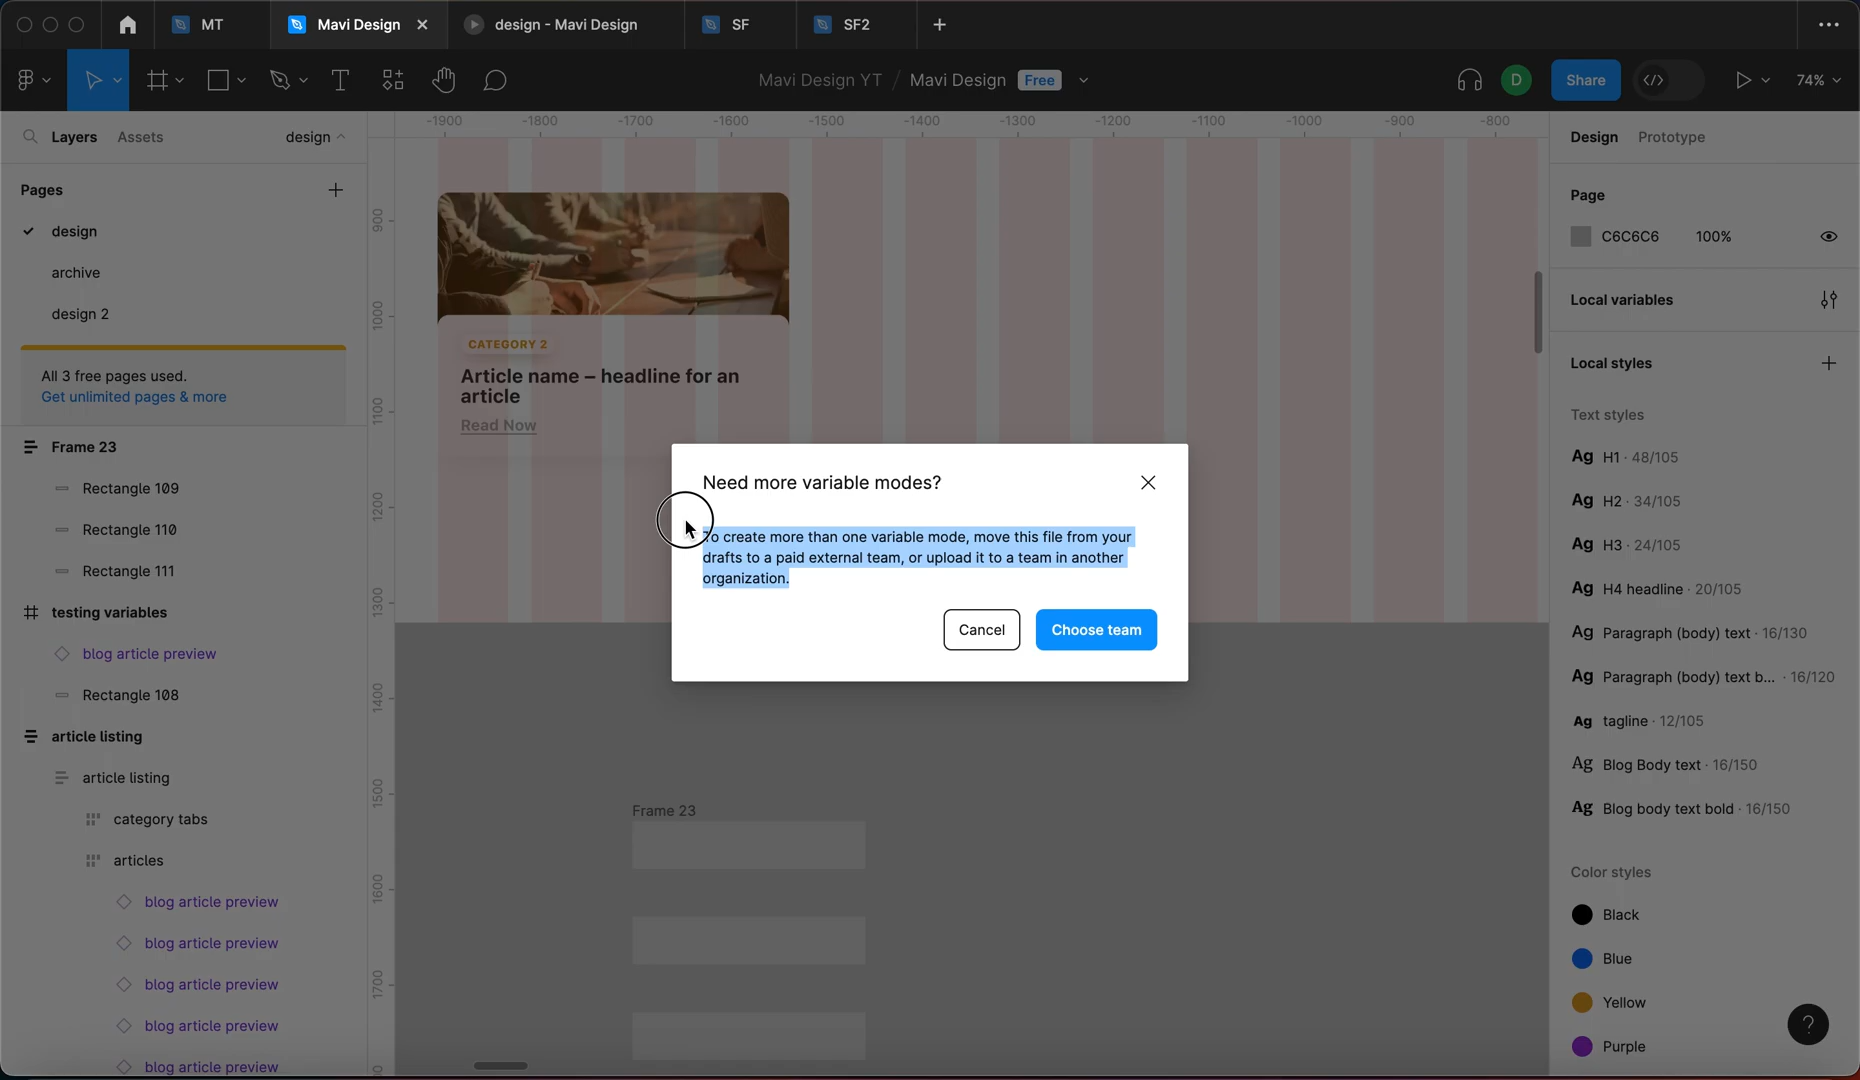 MT
Mavi Design
design - Mavi Design
SF
SF2
Mavi Design YT / Mavi Design Free
D
Share
74%
Layers Assets design
-1900 -1800 -1700 -1600 -1500 -1400 -1300 -1200 -1100 -1000 -900 -800
Design Prototype
Pages
design
archive
design 2
All 3 free pages used.
Get unlimited pages & more
Frame 23
Rectangle 109
Rectangle 110
Rectangle 111
testing variables
blog article preview
Rectangle 108
article listing
article listing
category tabs
articles
blog article preview
blog article preview
blog article preview
blog article preview
blog article preview
900
1000
1100
1200
1300
1400
1500
1600
1700
CATEGORY 2
Article name – headline for an
article
Read Now
Need more variable modes?
To create more than one variable mode, move this file from your
drafts to a paid external team, or upload it to a team in another
organization.
Cancel
Choose team
Frame 23
Page
C6C6C6 100%
Local variables
Local styles
Text styles
Ag H1 · 48/105
Ag H2 · 34/105
Ag H3 · 24/105
Ag H4 headline · 20/105
Ag Paragraph (body) text · 16/130
Ag Paragraph (body) text b... · 16/120
Ag tagline · 12/105
Ag Blog Body text · 16/150
Ag Blog body text bold · 16/150
Color styles
Black
Blue
Yellow
Purple
?